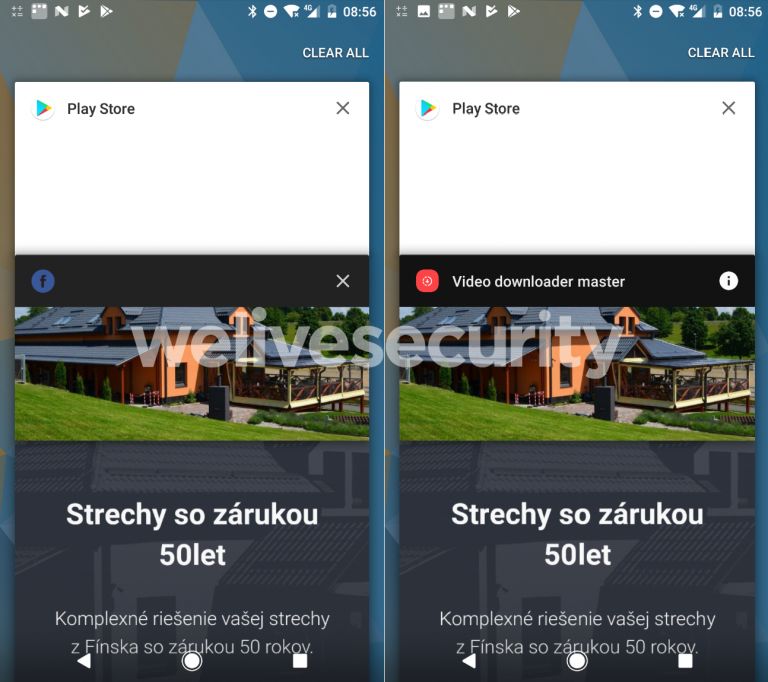 4G 08:56
CLEAR ALL
Play Store
Strechy so zárukou
50let
Komplexné riešenie vašej strechy
z Fínska so zárukou 50 rokov.
4G 08:56
CLEAR ALL
Play Store
Video downloader master
Strechy so zárukou
50let
Komplexné riešenie vašej strechy
z Fínska so zárukou 50 rokov.
welivesecurity